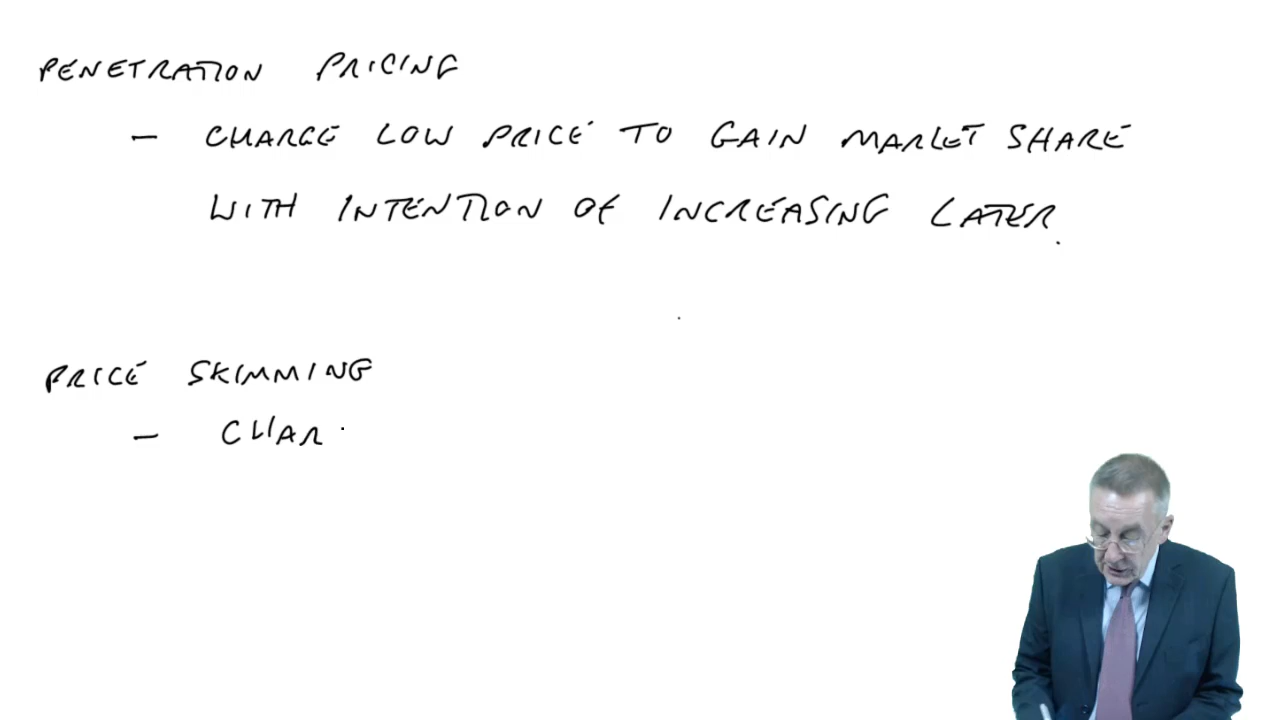 PENETRATION PRICING
- CHARGE LOW PRICE TO GAIN MARKET SHARE
WITH INTENTION OF INCREASING LATER.
PRICE SKIMMING
- CHAR